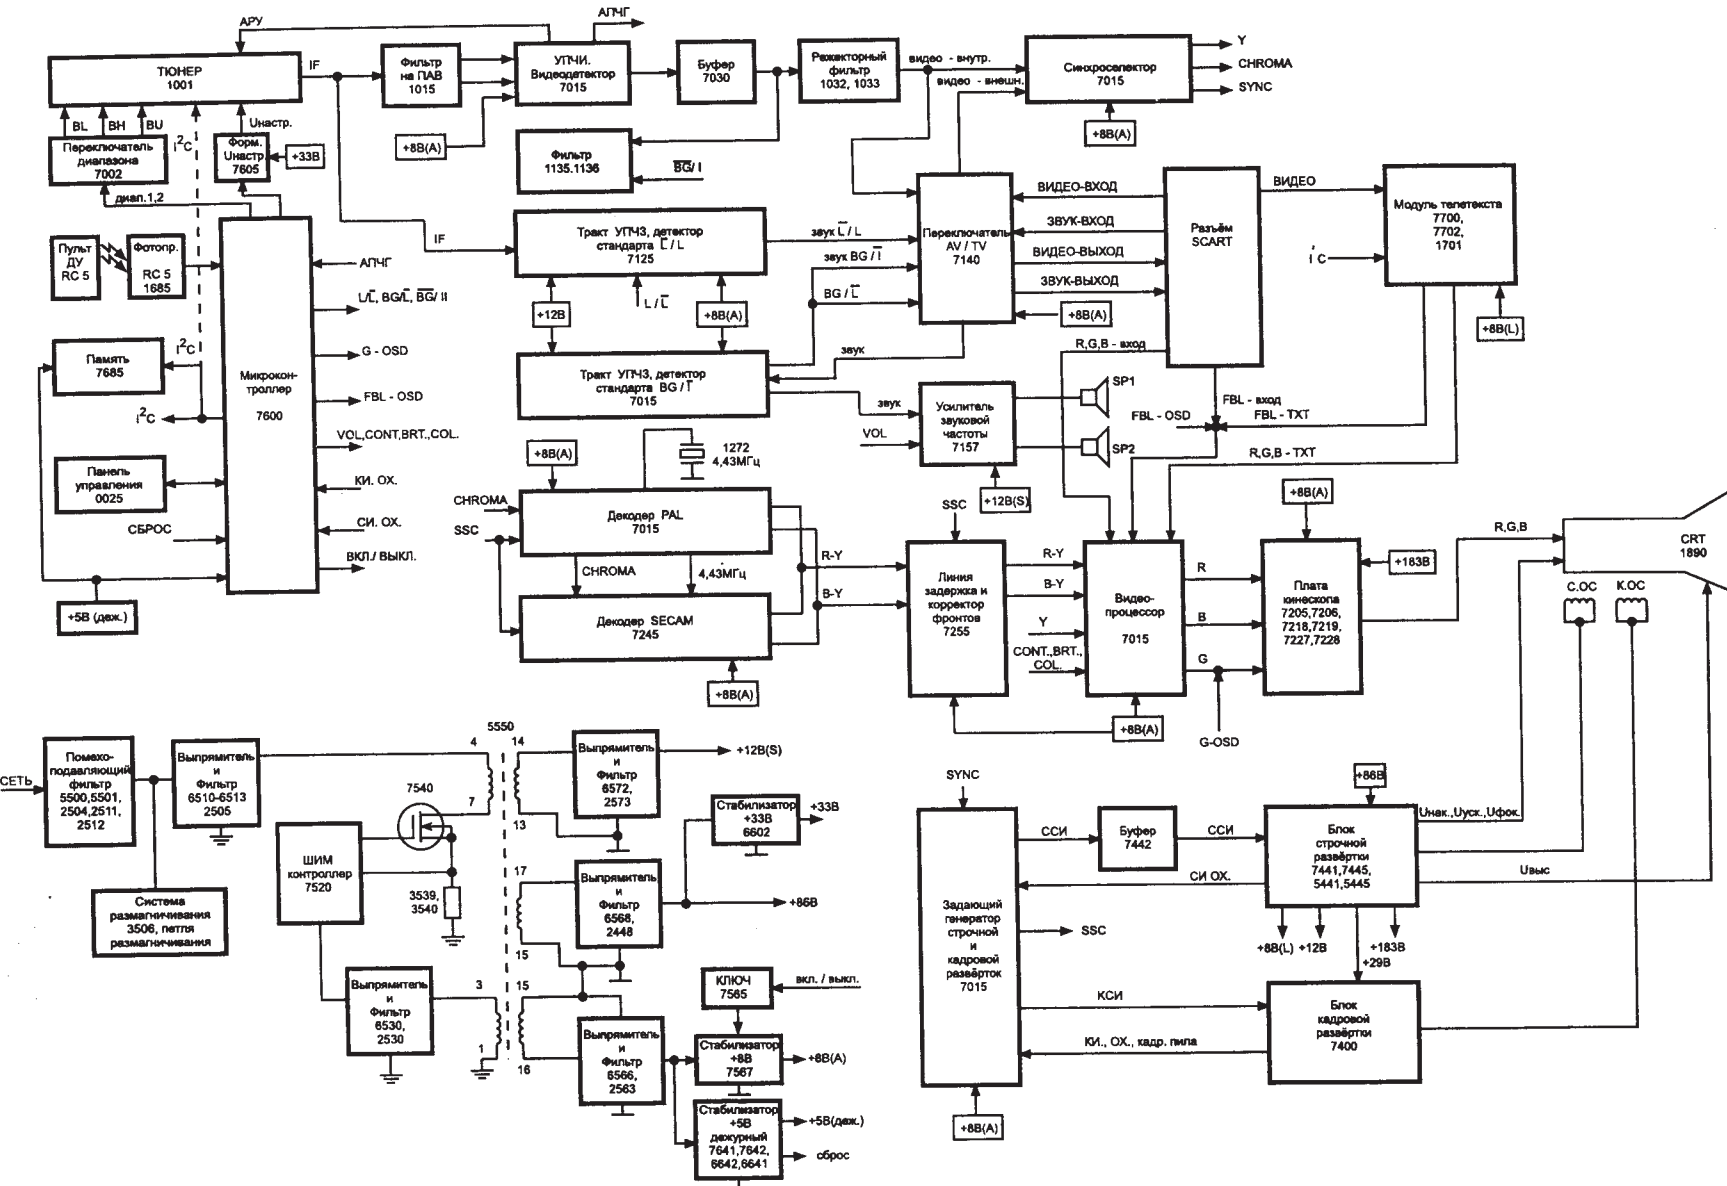 АРУ
АПЧГ
ТЮНЕР
1001
IF
Фильтр
на ПАВ
1015
УПЧИ.
Видеодетектор
7015
Буфер
7030
Режекторный
фильтр
1032, 1033
видео - внутр.
видео - внешн.
Синхроселектор
7015
Y
CHROMA
SYNC
+8В(А)
BL
BH
BU
I²C
Uнастр.
Переключатель
диапазона
7002
Форм.
Uнастр
7605
+33В
+8В(А)
Фильтр
1135.1136
BG/ I
диап.1,2
Пульт
ДУ
RC 5
Фотопр.
RC 5
1685
Микрокон-
троллер
7600
АПЧГ
L/L̅, BG/L̅, B̅G̅/ II
G - OSD
FBL - OSD
VOL,CONT,BRT.,COL.
КИ. ОХ.
СИ. ОХ.
ВКЛ./ ВЫКЛ.
Память
7685
I²C
I²C
Панель
управления
0025
СБРОС
+5В (деж.)
IF
Тракт УПЧЗ, детектор
стандарта L̅ / L
7125
+12В
L / L̅
+8В(А)
Тракт УПЧЗ, детектор
стандарта BG / I̅
7015
звук L̅ / L
звук BG / I̅
BG / L̅
звук
звук
Переключатель
AV / TV
7140
+8В(А)
ВИДЕО-ВХОД
ЗВУК-ВХОД
ВИДЕО-ВЫХОД
ЗВУК-ВЫХОД
Разъём
SCART
ВИДЕО
Модуль телетекста
7700,
7702,
1701
I C
+8В(L)
R,G,B - вход
FBL - вход
FBL - OSD
FBL - TXT
R,G,B - TXT
Усилитель
звуковой
частоты
7157
VOL
SP1
SP2
+12В(S)
+8В(А)
1272
4,43МГц
CHROMA
SSC
Декодер PAL
7015
CHROMA
4,43МГц
Декодер SECAM
7245
+8В(А)
R-Y
B-Y
SSC
Линия
задержка и
корректор
фронтов
7255
R-Y
B-Y
Y
CONT.,BRT.,
COL.
Видео-
процессор
7015
+8В(А)
R
B
G
G-OSD
+8В(А)
Плата
кинескопа
7205,7206,
7218,7219,
7227,7228
+183В
R,G,B
CRT
1890
С.ОС
К.ОС
СЕТЬ
Помехо-
подавляющий
фильтр
5500,5501,
2504,2511,
2512
Выпрямитель
и
Фильтр
6510-6513
2505
Система
размагничивания
3506, петля
размагничивания
ШИМ
контроллер
7520
7540
3539,
3540
Выпрямитель
и
Фильтр
6530,
2530
5550
4
7
3
1
14
13
17
15
15
16
Выпрямитель
и
Фильтр
6572,
2573
+12В(S)
Выпрямитель
и
Фильтр
6568,
2448
Стабилизатор
+33В
6602
+33В
+86В
Выпрямитель
и
Фильтр
6566,
2563
КЛЮЧ
7565
вкл. / выкл.
Стабилизатор
+8В
7567
+8В(А)
Стабилизатор
+5В
дежурный
7641,7642,
6642,6641
+5В(деж.)
сброс
SYNC
Задающий
генератор
строчной
и
кадровой
развёрток
7015
+8В(А)
ССИ
Буфер
7442
ССИ
СИ ОХ.
SSC
КСИ
КИ., ОХ., кадр. пила
+86В
Блок
строчной
развёртки
7441,7445,
5441,5445
Uнак.,Uуск.,Uфок.
Uвыс
+8В(L)
+12В
+29В
+183В
Блок
кадровой
развёртки
7400